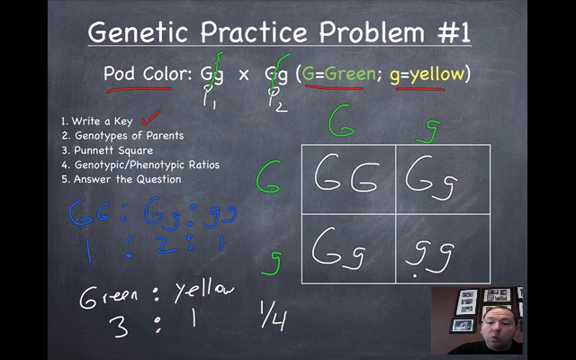 Genetic Practice Problem #1
Pod Color: Gg x Gg (G=Green; g=yellow)
P1 P2
1. Write a Key
2. Genotypes of Parents
3. Punnett Square
4. Genotypic/Phenotypic Ratios
5. Answer the Question
G g
G GG Gg
g Gg gg
GG : Gg : gg
1 : 2 : 1
Green : yellow
3 : 1
1/4